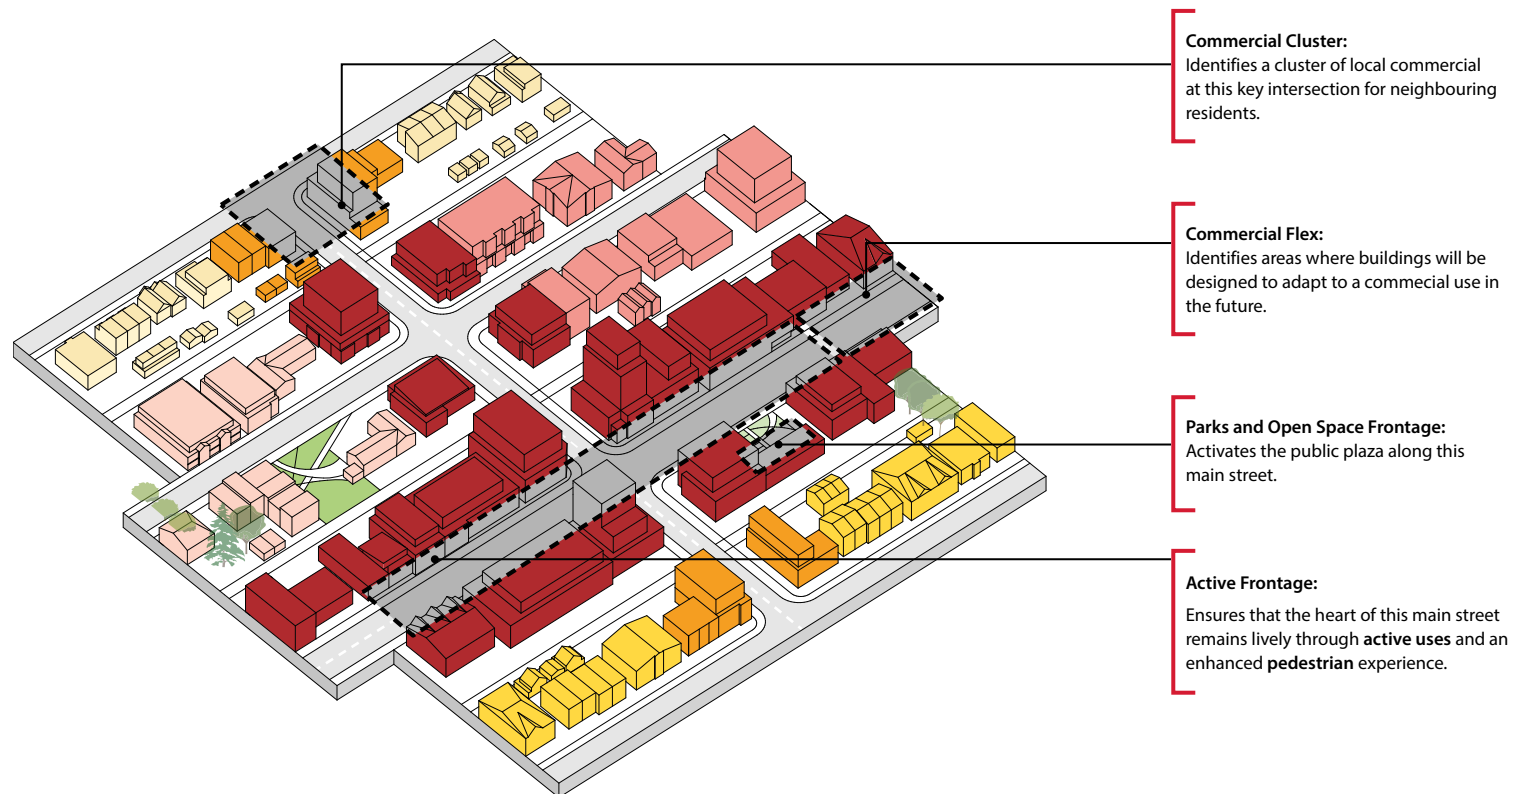 Commercial Cluster:
Identifies a cluster of local commercial
at this key intersection for neighbouring
residents.
Commercial Flex:
Identifies areas where buildings will be
designed to adapt to a commecial use in
the future.
Parks and Open Space Frontage:
Activates the public plaza along this
main street.
Active Frontage:
Ensures that the heart of this main street
remains lively through active uses and an
enhanced pedestrian experience.